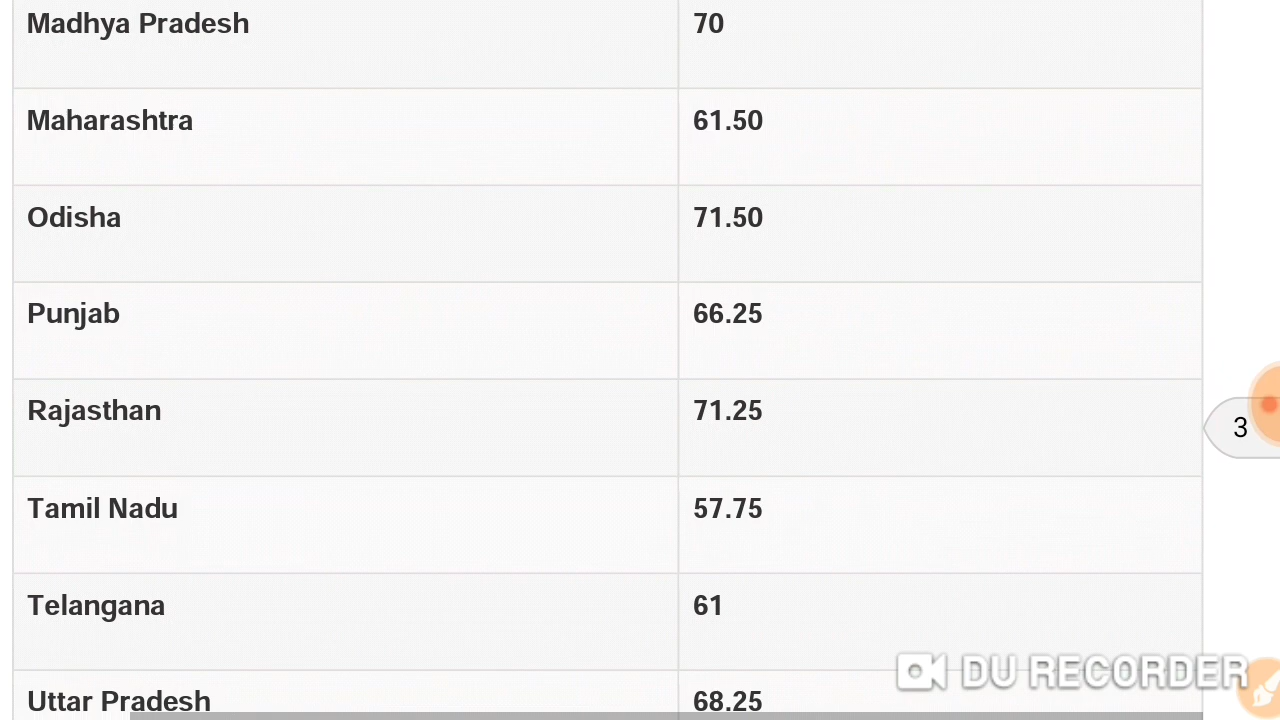 Madhya Pradesh 70
Maharashtra 61.50
Odisha 71.50
Punjab 66.25
Rajasthan 71.25
3
Tamil Nadu 57.75
Telangana 61
DU RECORDER
Uttar Pradesh 68.25